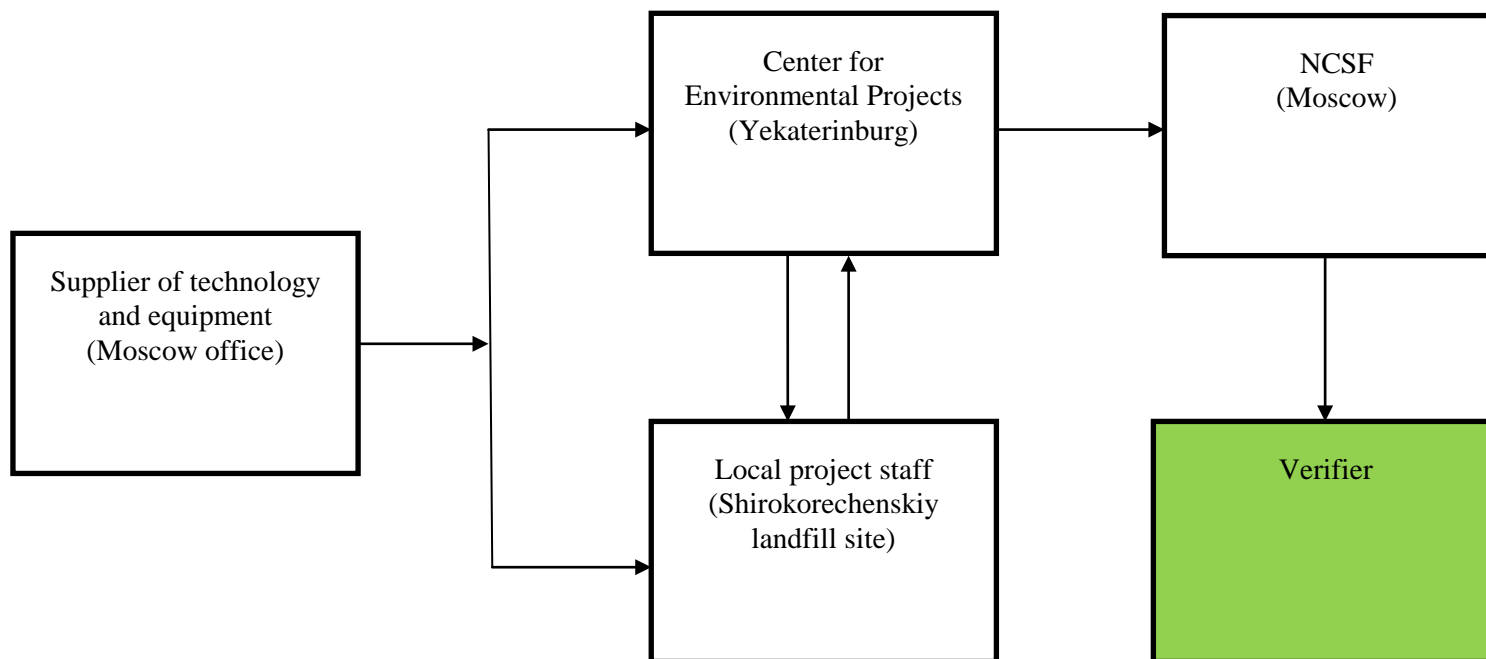 Center for
Environmental Projects
(Yekaterinburg)
NCSF
(Moscow)
Supplier of technology
and equipment
(Moscow office)
Local project staff
(Shirokorechenskiy
landfill site)
Verifier